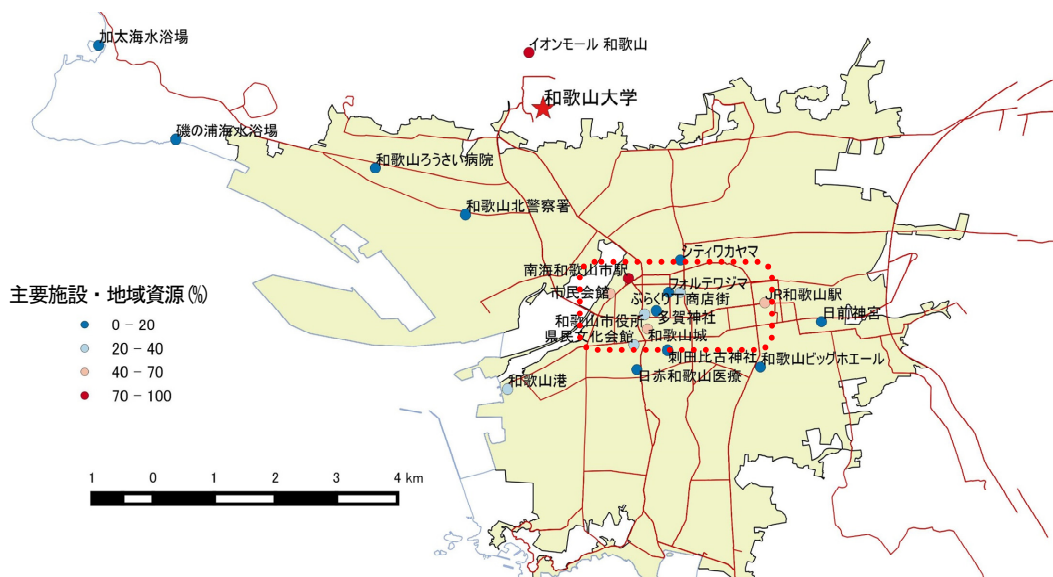 加太海水浴場
イオンモール 和歌山
和歌山大学
磯の浦海水浴場
和歌山ろうさい病院
和歌山北警察署
シティワカヤマ
南海和歌山市駅
フォルテワジマ
市民会館
ぶらくり丁商店街
JR和歌山駅
多賀神社
日前神宮
和歌山市役所
県民文化会館
和歌山城
刺田比古神社
和歌山ビッグホエール
日赤和歌山医療
和歌山港
主要施設・地域資源(%)
0 - 20
20 - 40
40 - 70
70 - 100
1 0 1 2 3 4 km